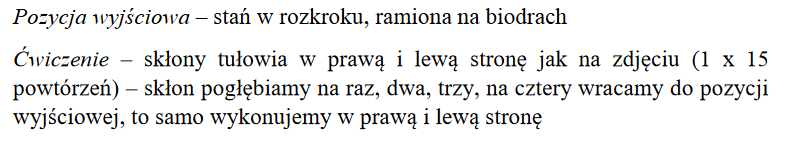 Pozycja wyjściowa – stań w rozkroku, ramiona na biodrach
Ćwiczenie – skłony tułowia w prawą i lewą stronę jak na zdjęciu (1 x 15
powtórzeń) – skłon pogłębiamy na raz, dwa, trzy, na cztery wracamy do pozycji
wyjściowej, to samo wykonujemy w prawą i lewą stronę